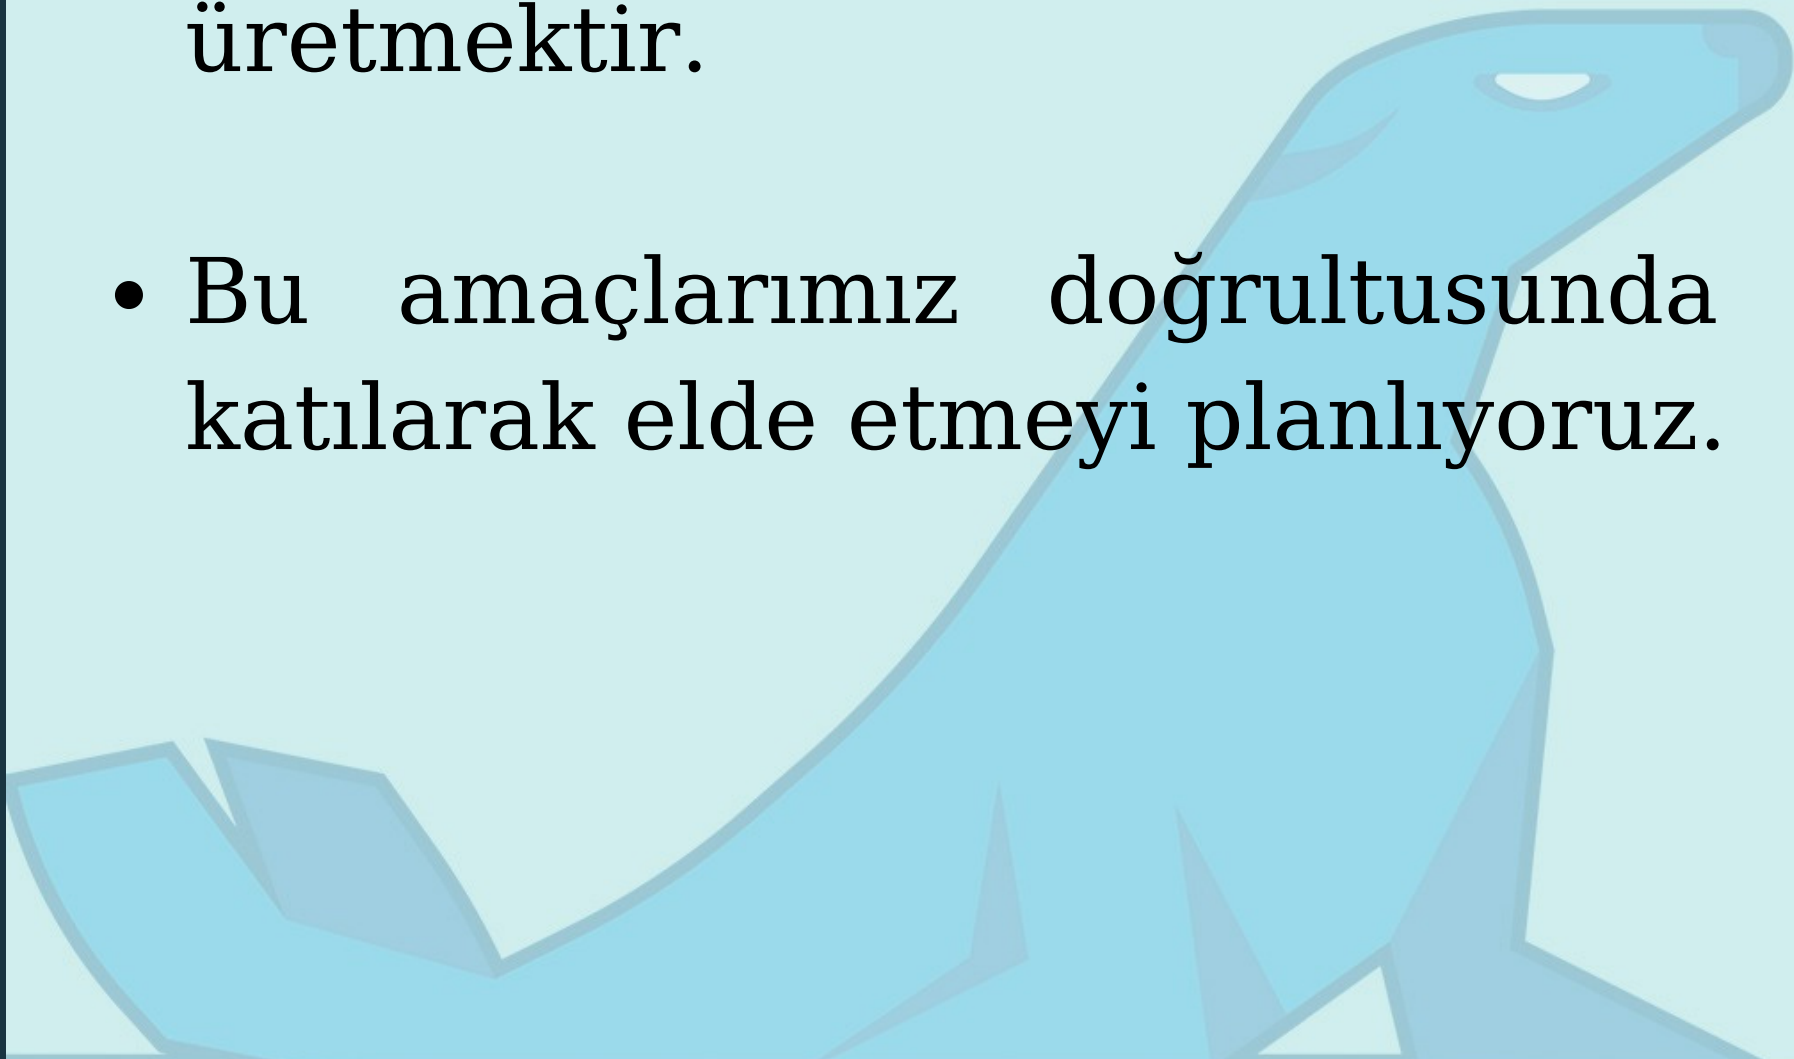 üretmektir.
• Bu amaçlarımız doğrultusunda
katılarak elde etmeyi planlıyoruz.